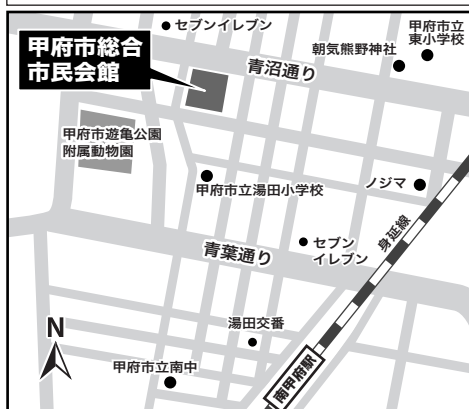 セブンイレブン
甲府市立
東小学校
朝気熊野神社
甲府市総合
市民会館
青沼通り
甲府市遊亀公園
附属動物園
甲府市立湯田小学校
ノジマ
身延線
セブン
イレブン
青葉通り
湯田交番
N
甲府市立南中
南甲府駅